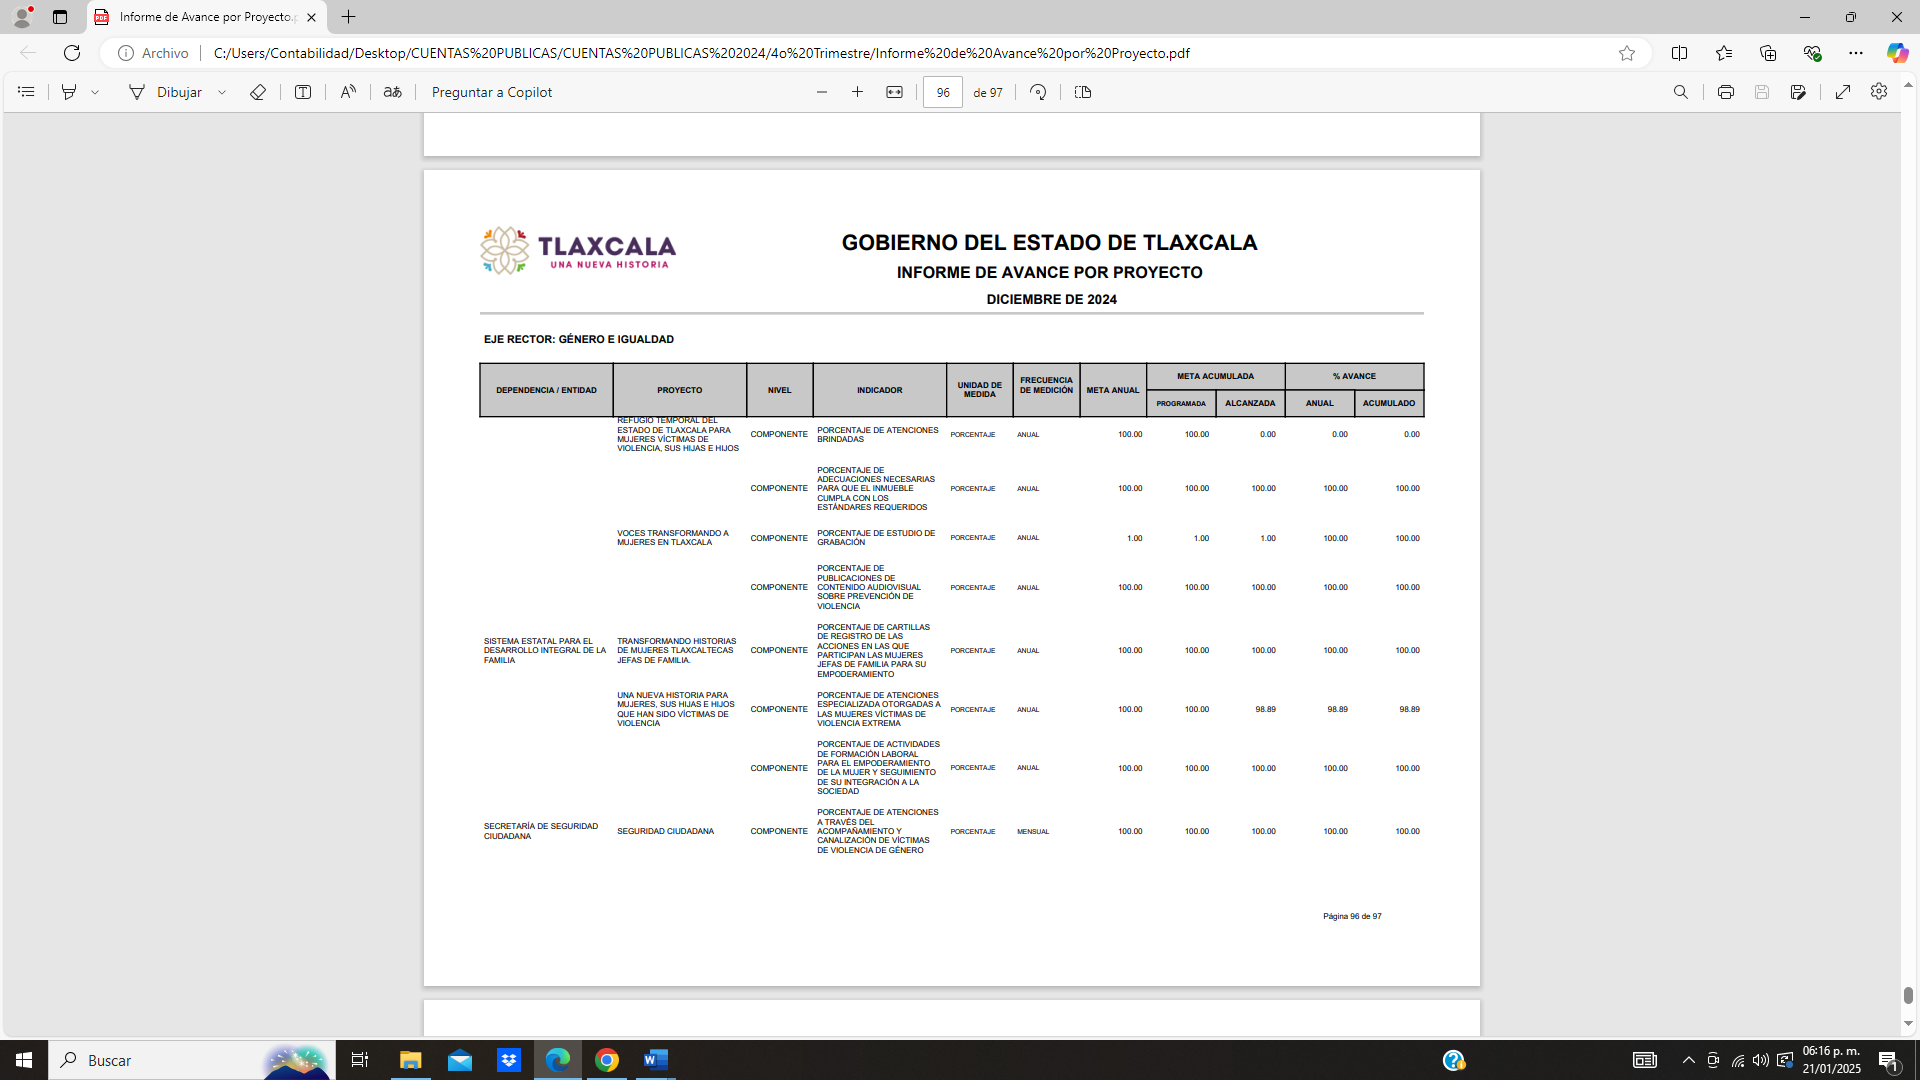 Informe de Avance por Proyecto.p
Archivo
C:/Users/Contabilidad/Desktop/CUENTAS%20PUBLICAS/CUENTAS%20PUBLICAS%202024/4o%20Trimestre/Informe%20de%20Avance%20por%20Proyecto.pdf
Dibujar
Preguntar a Copilot
96 de 97
TLAXCALA
UNA NUEVA HISTORIA
GOBIERNO DEL ESTADO DE TLAXCALA
INFORME DE AVANCE POR PROYECTO
DICIEMBRE DE 2024
EJE RECTOR: GÉNERO E IGUALDAD
DEPENDENCIA / ENTIDAD PROYECTO NIVEL INDICADOR UNIDAD DE MEDIDA FRECUENCIA DE MEDICIÓN META ANUAL META ACUMULADA % AVANCE
PROGRAMADA ALCANZADA ANUAL ACUMULADO
REFUGIO TEMPORAL DEL
ESTADO DE TLAXCALA PARA
MUJERES VÍCTIMAS DE
VIOLENCIA, SUS HIJAS E HIJOS
COMPONENTE
PORCENTAJE DE ATENCIONES
BRINDADAS
PORCENTAJE ANUAL 100.00 100.00 0.00 0.00 0.00
COMPONENTE
PORCENTAJE DE
ADECUACIONES NECESARIAS
PARA QUE EL INMUEBLE
CUMPLA CON LOS
ESTÁNDARES REQUERIDOS
PORCENTAJE ANUAL 100.00 100.00 100.00 100.00 100.00
VOCES TRANSFORMANDO A
MUJERES EN TLAXCALA
COMPONENTE
PORCENTAJE DE ESTUDIO DE
GRABACIÓN
PORCENTAJE ANUAL 1.00 1.00 1.00 100.00 100.00
COMPONENTE
PORCENTAJE DE
PUBLICACIONES DE
CONTENIDO AUDIOVISUAL
SOBRE PREVENCIÓN DE
VIOLENCIA
PORCENTAJE ANUAL 100.00 100.00 100.00 100.00 100.00
SISTEMA ESTATAL PARA EL
DESARROLLO INTEGRAL DE LA
FAMILIA
TRANSFORMANDO HISTORIAS
DE MUJERES TLAXCALTECAS
JEFAS DE FAMILIA.
COMPONENTE
PORCENTAJE DE CARTILLAS
DE REGISTRO DE LAS
ACCIONES EN LAS QUE
PARTICIPAN LAS MUJERES
JEFAS DE FAMILIA PARA SU
EMPODERAMIENTO
PORCENTAJE ANUAL 100.00 100.00 100.00 100.00 100.00
UNA NUEVA HISTORIA PARA
MUJERES, SUS HIJAS E HIJOS
QUE HAN SIDO VÍCTIMAS DE
VIOLENCIA
COMPONENTE
PORCENTAJE DE ATENCIONES
ESPECIALIZADA OTORGADAS A
LAS MUJERES VÍCTIMAS DE
VIOLENCIA EXTREMA
PORCENTAJE ANUAL 100.00 100.00 98.89 98.89 98.89
COMPONENTE
PORCENTAJE DE ACTIVIDADES
DE FORMACIÓN LABORAL
PARA EL EMPODERAMIENTO
DE LA MUJER Y SEGUIMIENTO
DE SU INTEGRACIÓN A LA
SOCIEDAD
PORCENTAJE ANUAL 100.00 100.00 100.00 100.00 100.00
SECRETARÍA DE SEGURIDAD
CIUDADANA
SEGURIDAD CIUDADANA
COMPONENTE
PORCENTAJE DE ATENCIONES
A TRAVÉS DEL
ACOMPAÑAMIENTO Y
CANALIZACIÓN DE VÍCTIMAS
DE VIOLENCIA DE GÉNERO
PORCENTAJE MENSUAL 100.00 100.00 100.00 100.00 100.00
Página 96 de 97
Buscar
06:16 p. m.
21/01/2025
1